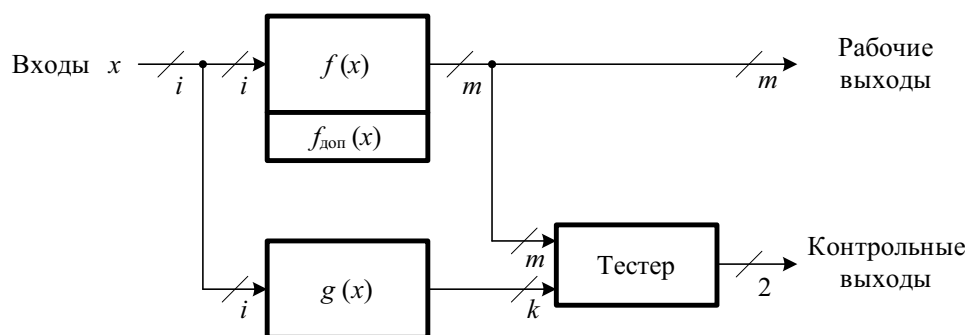 Входы x
i
i
f (x)
m
m
Рабочие
выходы
fдоп (x)
i
g (x)
m
k
Тестер
2
Контрольные
выходы